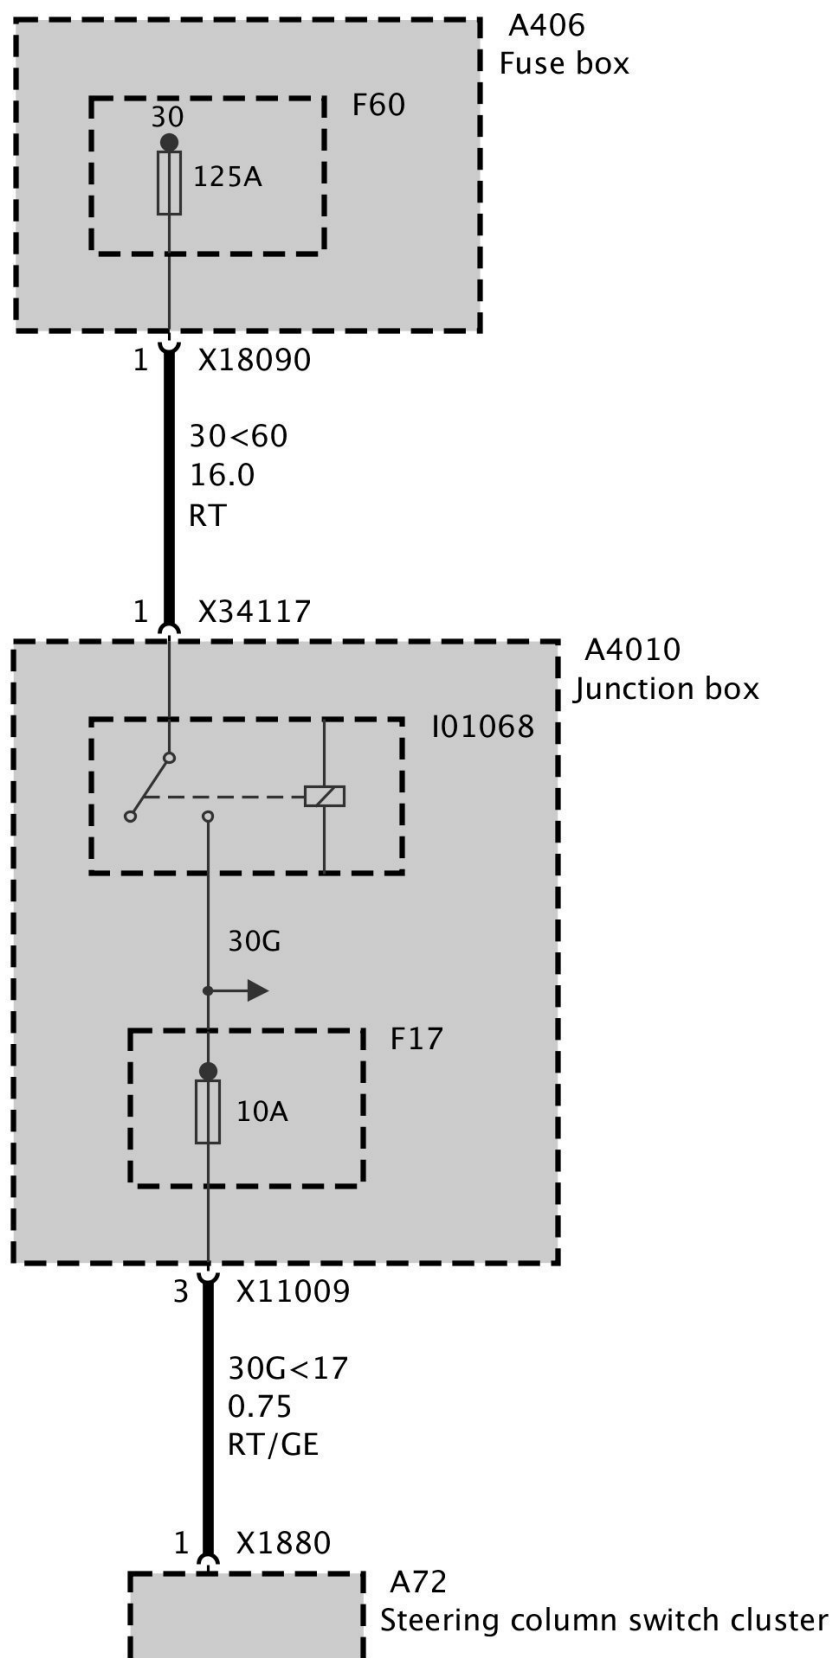 A406
Fuse box
F60
30
125A
1 X18090
30<60
16.0
RT
1 X34117
A4010
Junction box
I01068
30G
F17
10A
3 X11009
30G<17
0.75
RT/GE
1 X1880
A72
Steering column switch cluster